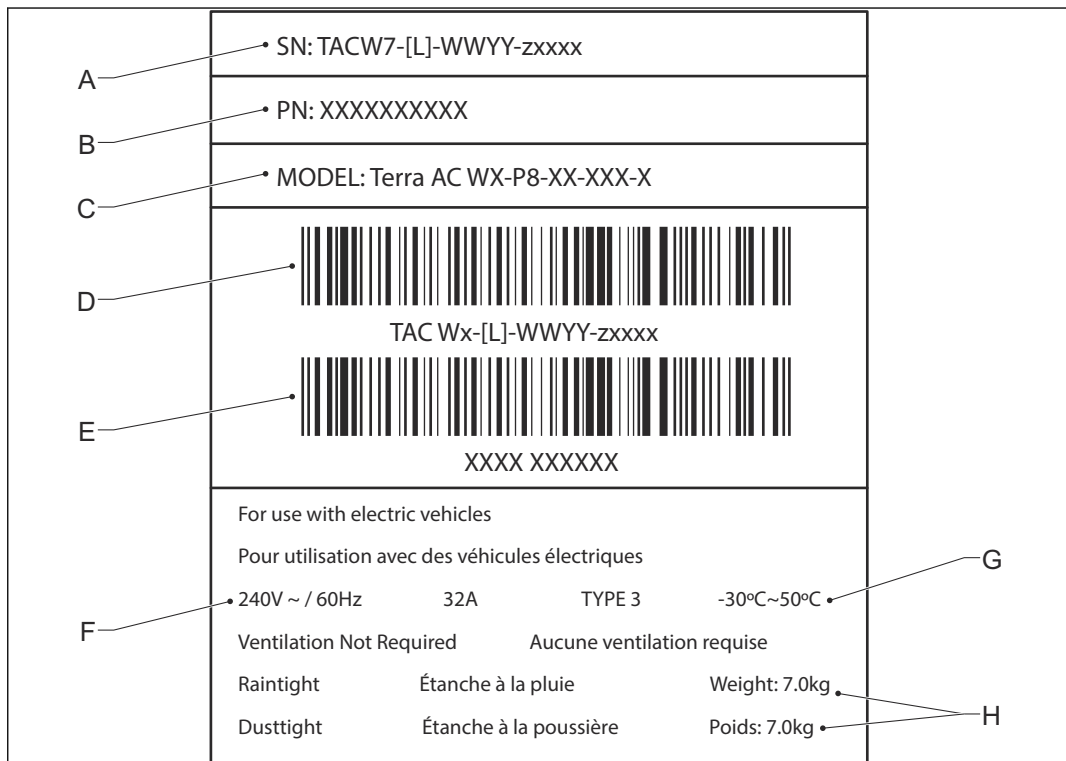 A
SN: TACW7-[L]-WWYY-zxxxx
B
PN: XXXXXXXXXX
C
MODEL: Terra AC WX-P8-XX-XXX-X
D
TAC Wx-[L]-WWYY-zxxxx
E
XXXX XXXXXX
For use with electric vehicles
Pour utilisation avec des véhicules électriques
G
240V ~ / 60Hz 32A TYPE 3 -30ºC~50ºC
F
Ventilation Not Required Aucune ventilation requise
Raintight Étanche à la pluie Weight: 7.0kg
H
Dusttight Étanche à la poussière Poids: 7.0kg